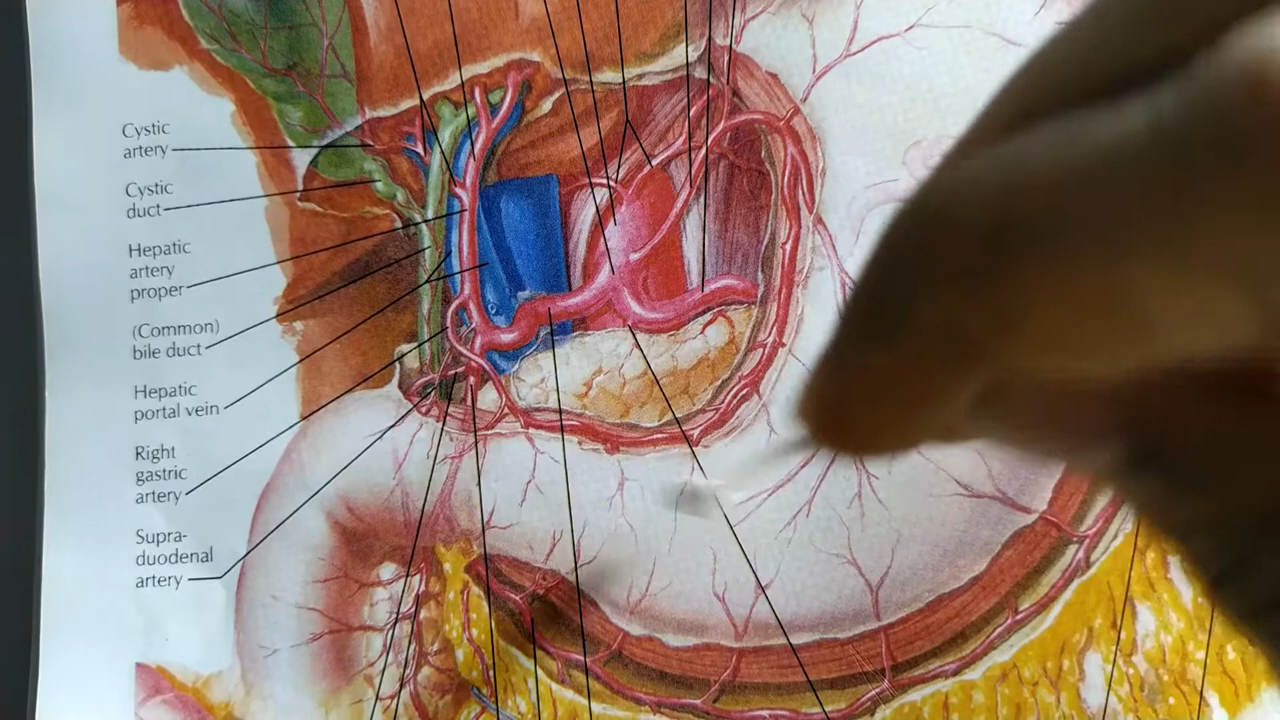 Cystic
artery
Cystic
duct
Hepatic
artery
proper
(Common)
bile duct
Hepatic
portal vein
Right
gastric
artery
Supra-
duodenal
artery